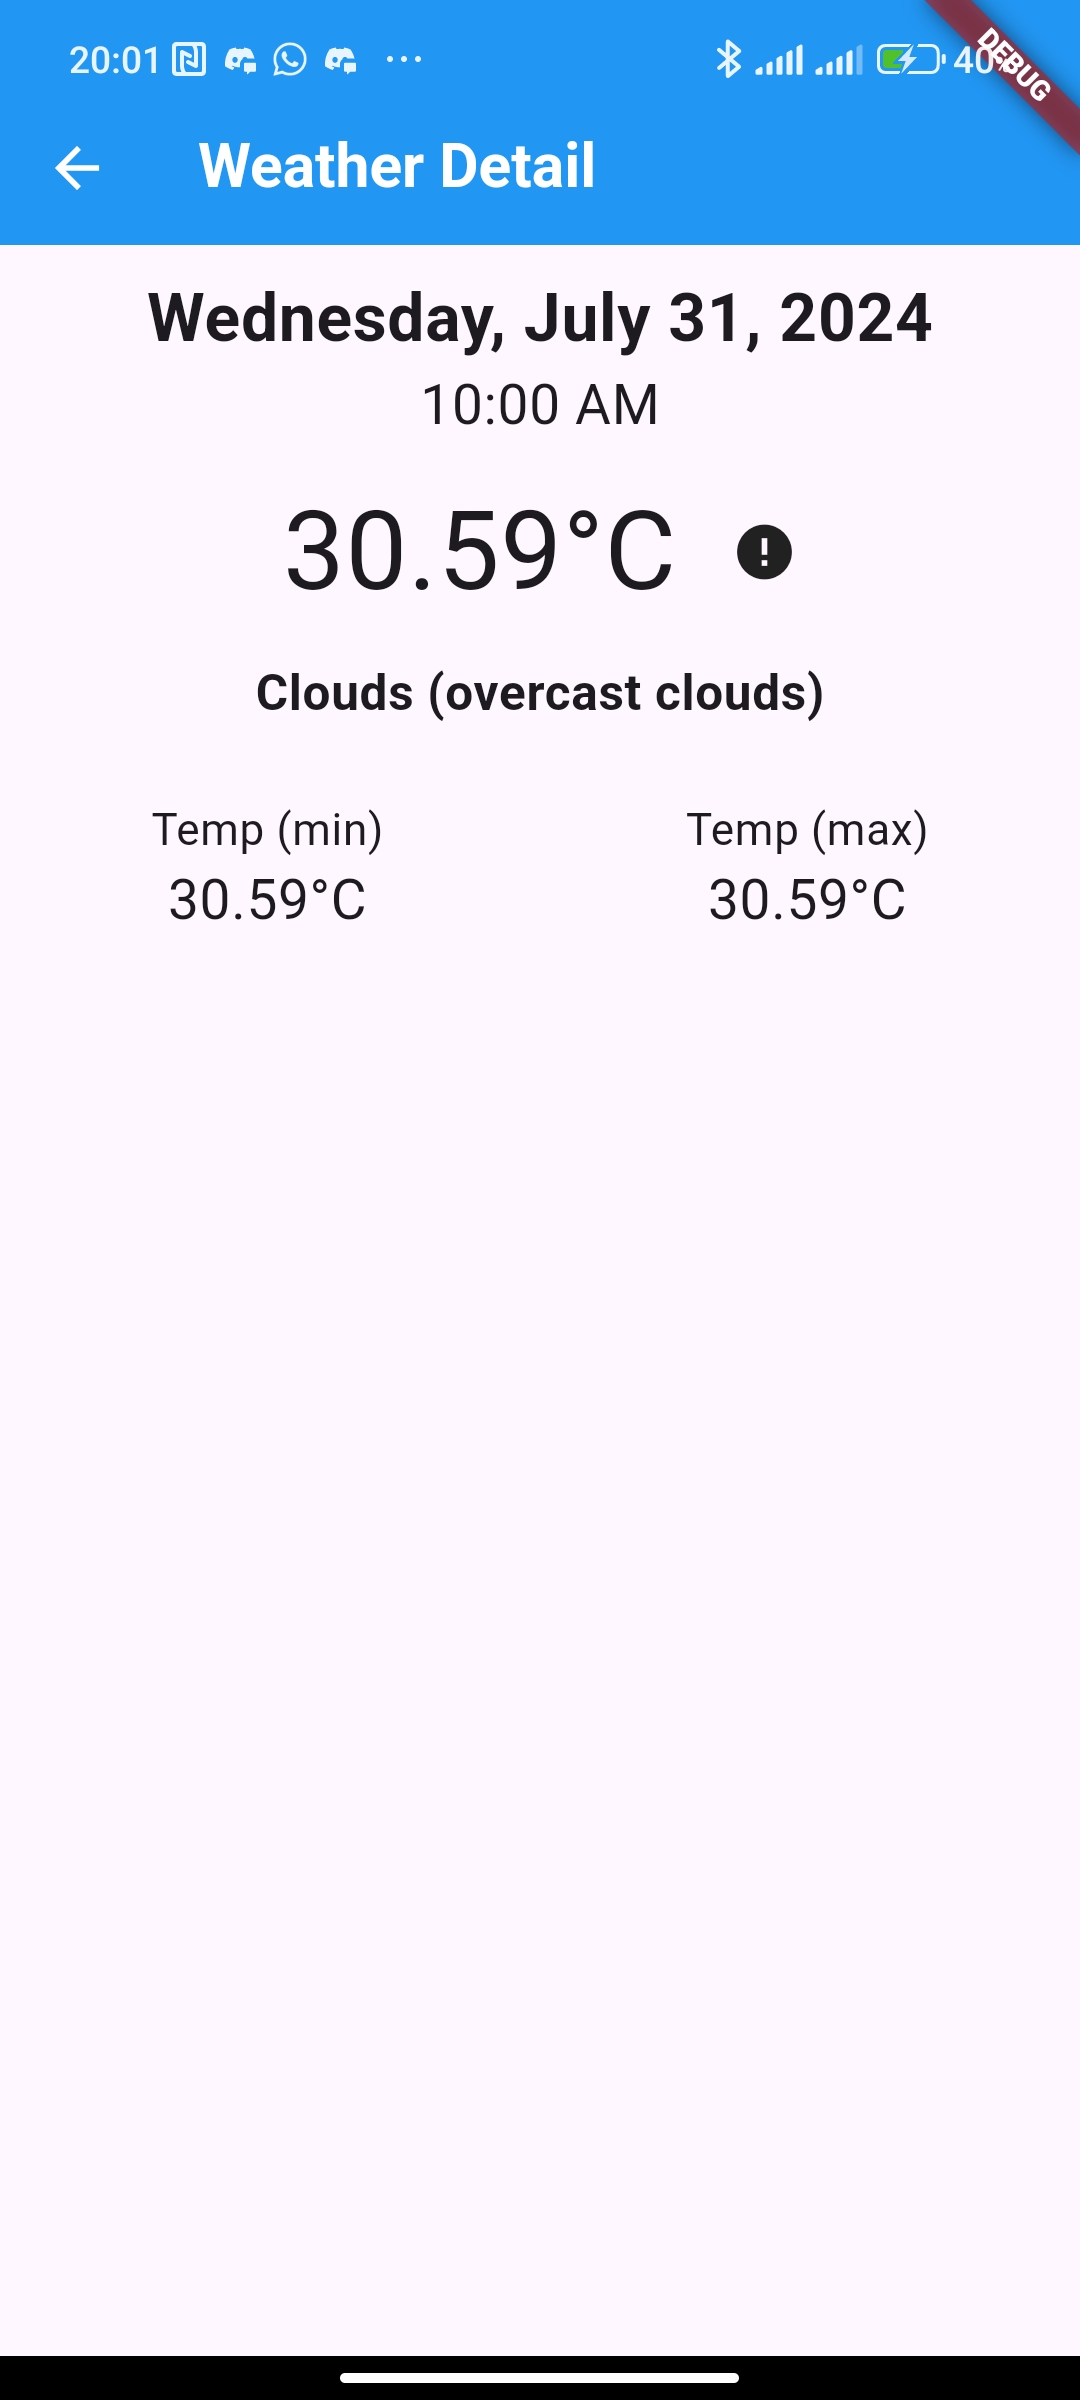 20:01 ... 40
DEBUG
Weather Detail
Wednesday, July 31, 2024
10:00 AM
30.59°C
Clouds (overcast clouds)
Temp (min) Temp (max)
30.59°C 30.59°C